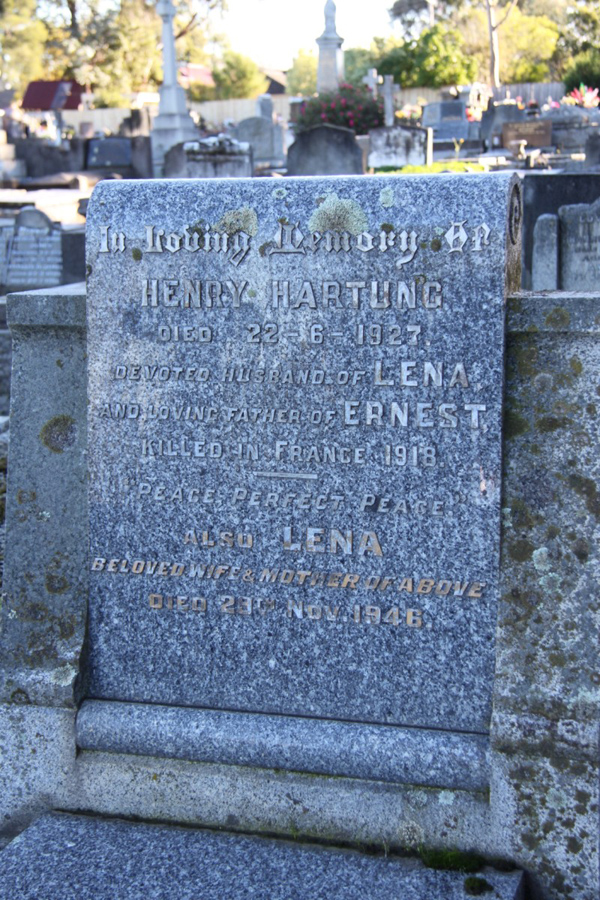 In Loving Memory Of
HENRY HARTUNG
DIED 22-6-1927.
DEVOTED HUSBAND OF LENA,
AND LOVING FATHER OF ERNEST,
KILLED IN FRANCE 1918
"PEACE, PERFECT PEACE."
ALSO LENA
BELOVED WIFE & MOTHER OF ABOVE
DIED 29TH NOV. 1946.